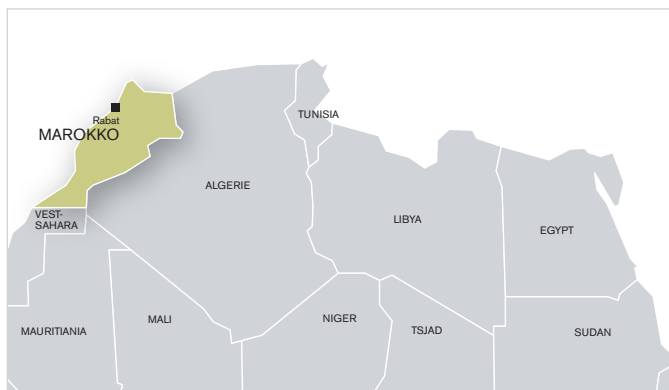 TUNISIA
Rabat
MAROKKO
ALGERIE
VEST-
SAHARA
LIBYA
EGYPT
MAURITIANIA
MALI
NIGER
TSJAD
SUDAN